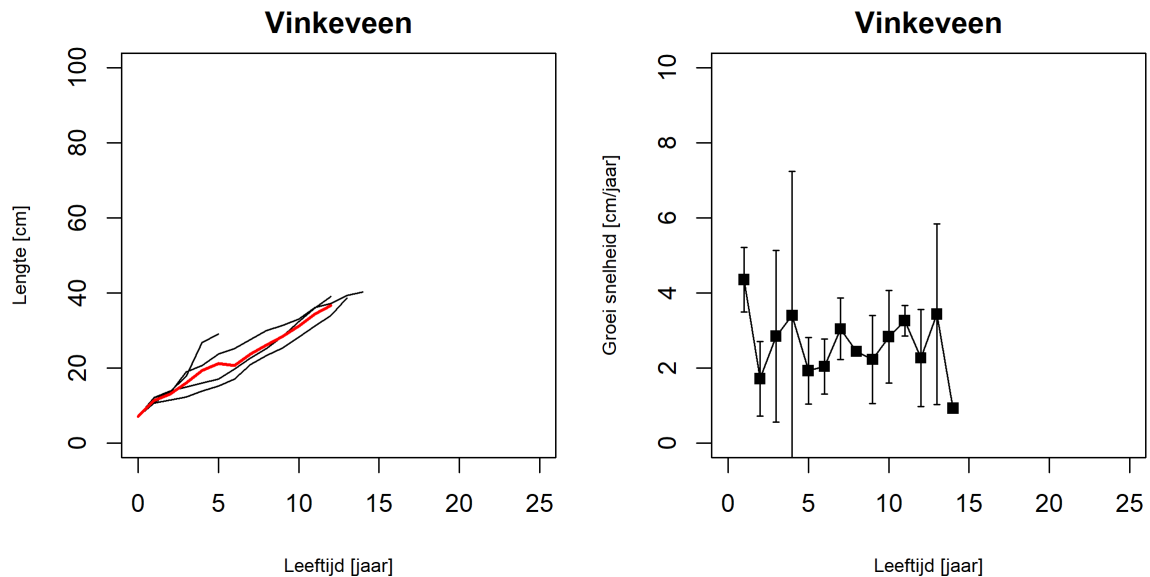 Vinkeveen
Lengte [cm]
100
80
60
40
20
0
0 5 10 15 20 25
Leeftijd [jaar]
Vinkeveen
Groei snelheid [cm/jaar]
10
8
6
4
2
0
0 5 10 15 20 25
Leeftijd [jaar]